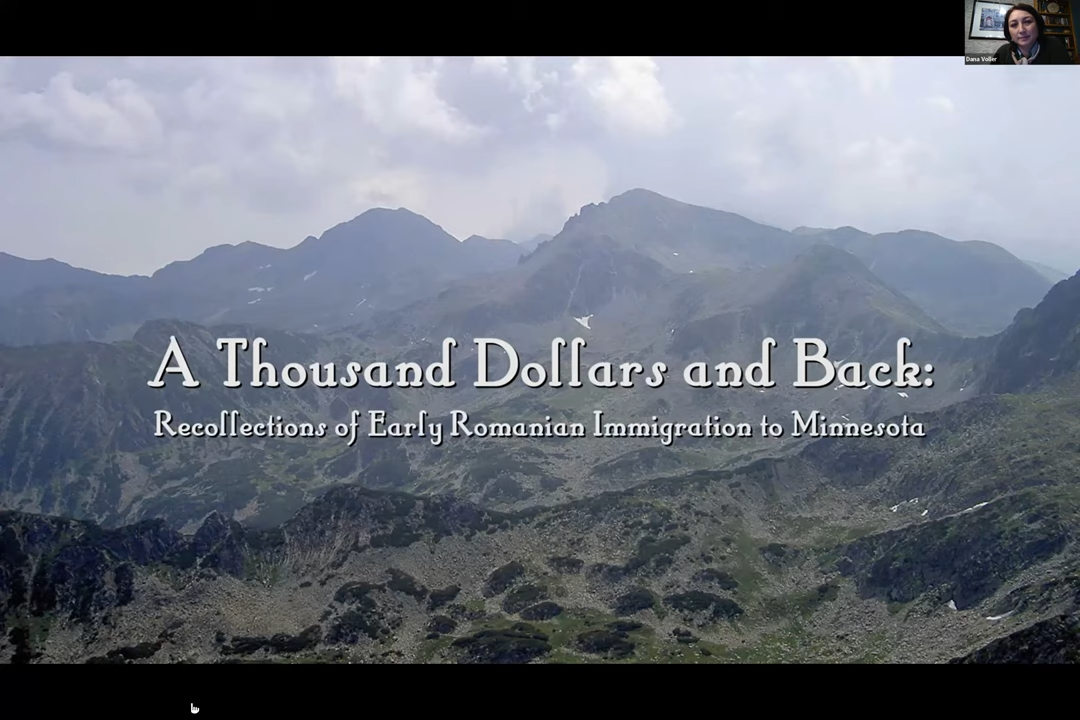 Dana Voller
A Thousand Dollars and Back:
Recollections of Early Romanian Immigration to Minnesota